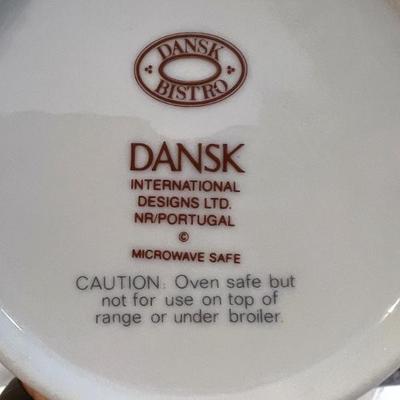 DANSK
BISTRO
DANSK
INTERNATIONAL
DESIGNS LTD.
NR/PORTUGAL
©
MICROWAVE SAFE
CAUTION: Oven safe but
not for use on top of
range or under broiler.